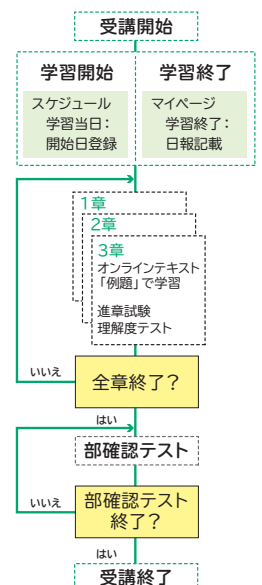 受講開始
学習開始
スケジュール
学習当日：
開始日登録
学習終了
マイページ
学習終了：
日報記載
1章
2章
3章
オンラインテキスト
「例題」で学習
進章試験
理解度テスト
全章終了？
いいえ
はい
部確認テスト
部確認テスト
終了？
いいえ
はい
受講終了